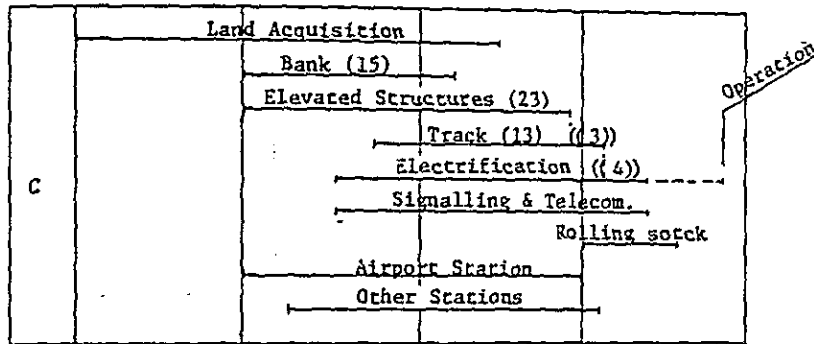 Land Acquisition
Bank (15)
Operation
Elevated Structures (23)
Track (13) ((3))
Electrification ((4))
C
Signalling & Telecom.
Rolling sotck
Airport Station
Other Stations